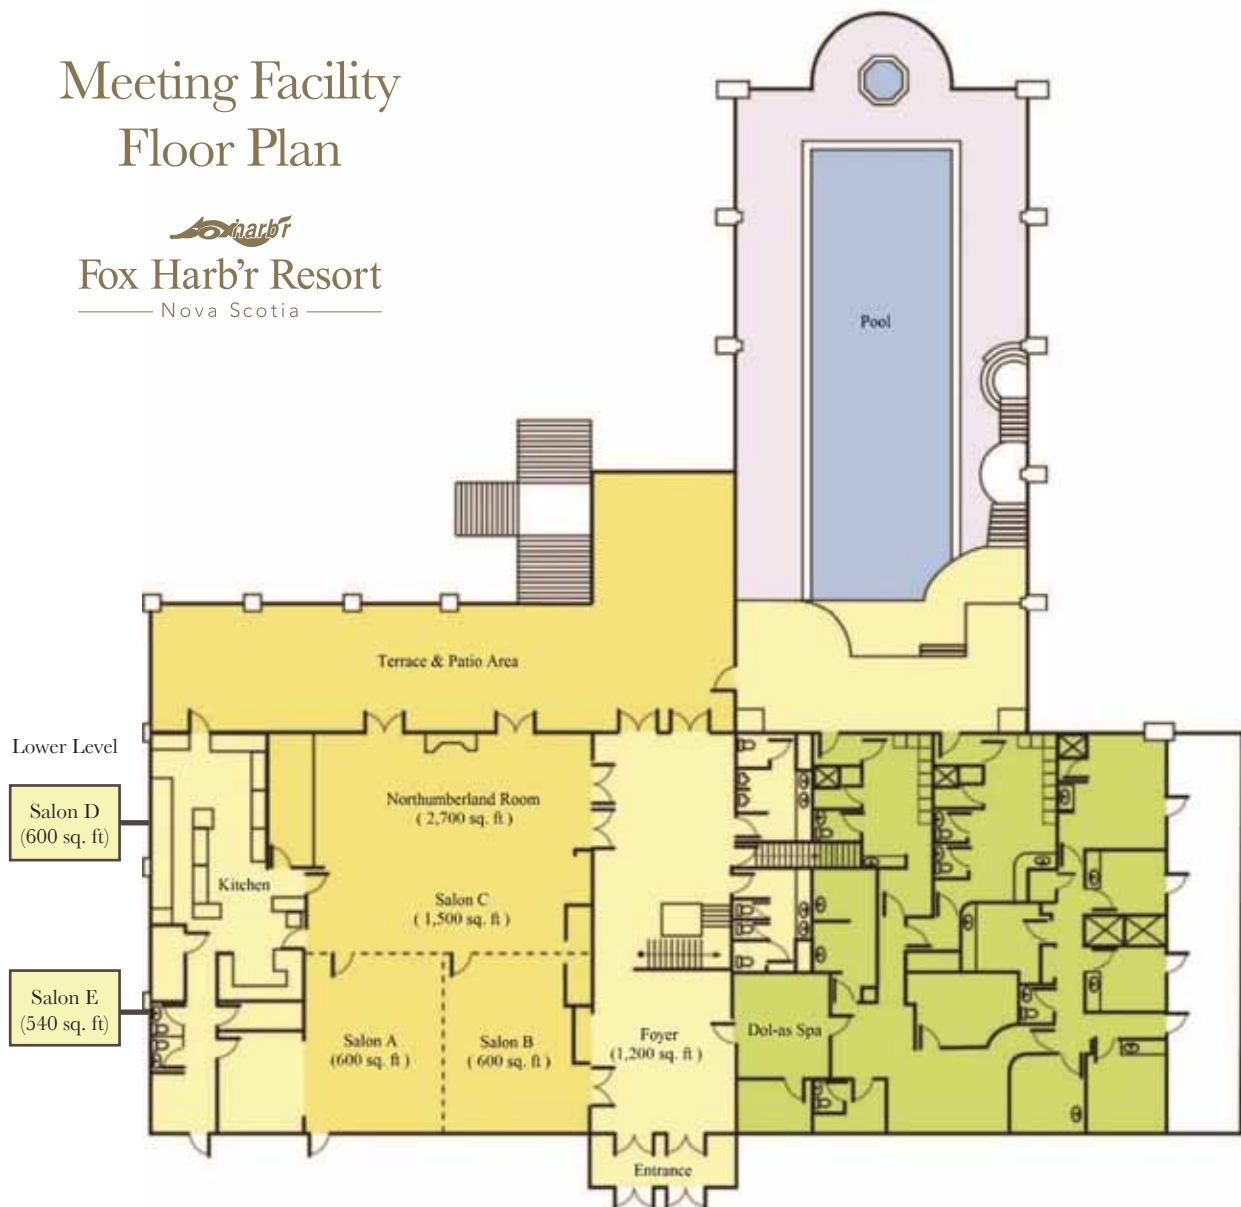 Meeting Facility
Floor Plan
harb'r
Fox Harb'r Resort
Nova Scotia
Pool
Terrace & Patio Area
Lower Level
Salon D
(600 sq. ft)
Northumberland Room
( 2,700 sq. ft )
Kitchen
Salon C
( 1,500 sq. ft )
Salon E
(540 sq. ft)
Salon A
(600 sq. ft )
Salon B
( 600 sq. ft )
Foyer
(1,200 sq. ft )
Dol-as Spa
Entrance